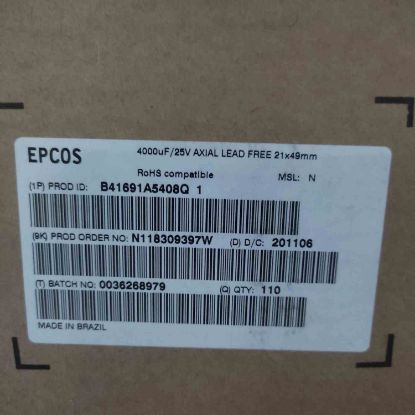 EPCOS
4000uF/25V AXIAL LEAD FREE 21x49mm
RoHS compatible MSL: N
(1P) PROD ID: B41691A5408Q 1
(9K) PROD ORDER NO: N118309397W (D) D/C: 201106
(T) BATCH NO: 0036268979 (Q) QTY: 110
MADE IN BRAZIL